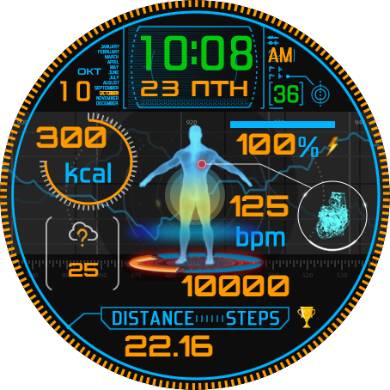 10:08
AM
JANUARY
FEBRUARY
MARCH
APRIL
MAY
JUNE
JULY
AUGUST
SEPTEMBER
OCTOBER
NOVEMBER
DECEMBER
ОКТ
10
23 ПТН
36
300
kcal
100%
125
bpm
?
25
10000
DISTANCE STEPS
22.16